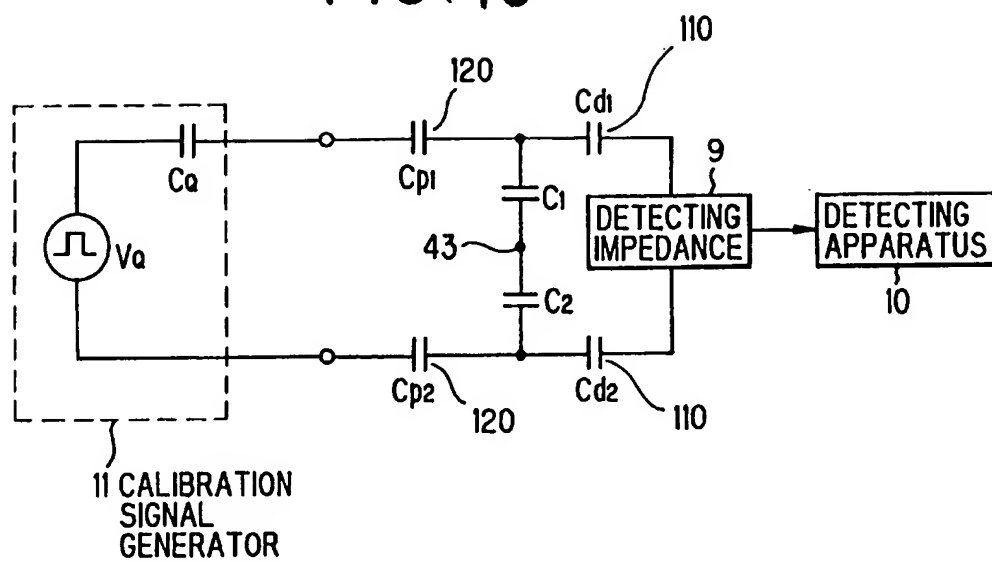 110
120
Cd1
CQ
Cp1
9
C1
DETECTING
IMPEDANCE
DETECTING
APPARATUS
VQ
43
10
C2
Cp2
Cd2
120
110
11 CALIBRATION
SIGNAL
GENERATOR